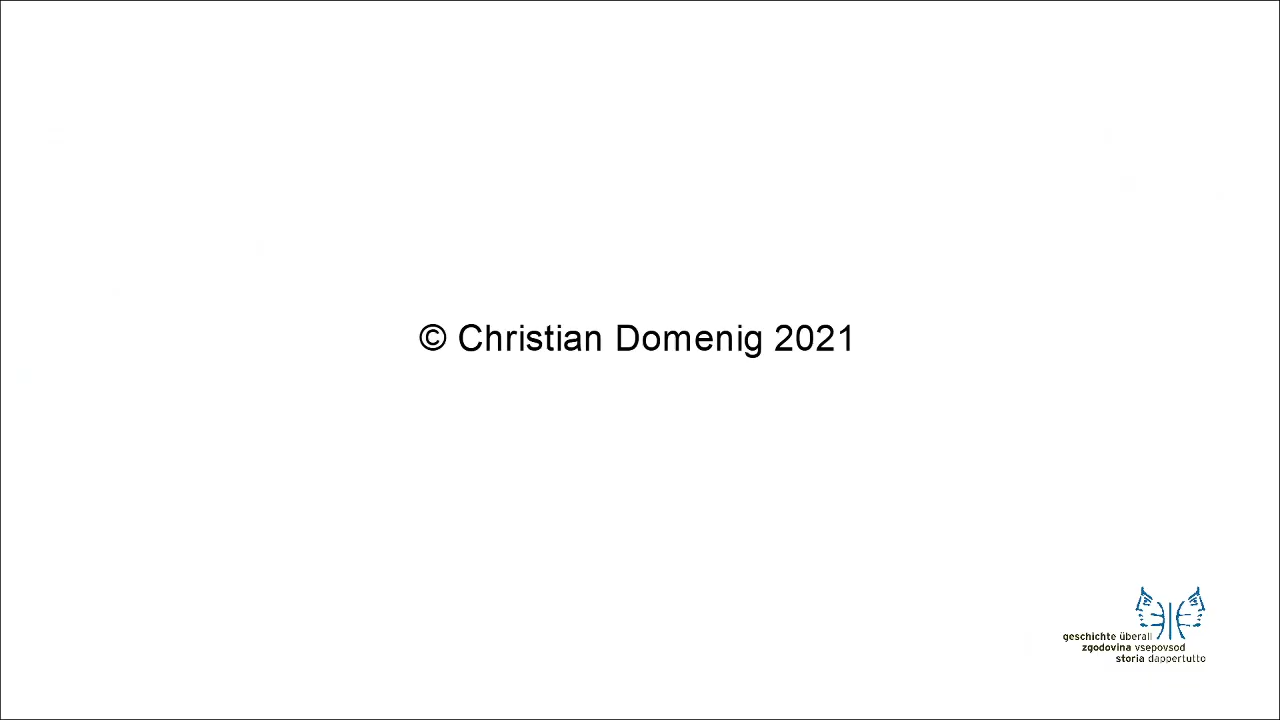 © Christian Domenig 2021
geschichte überall
zgodovina vsepovsod
storia dappertutto